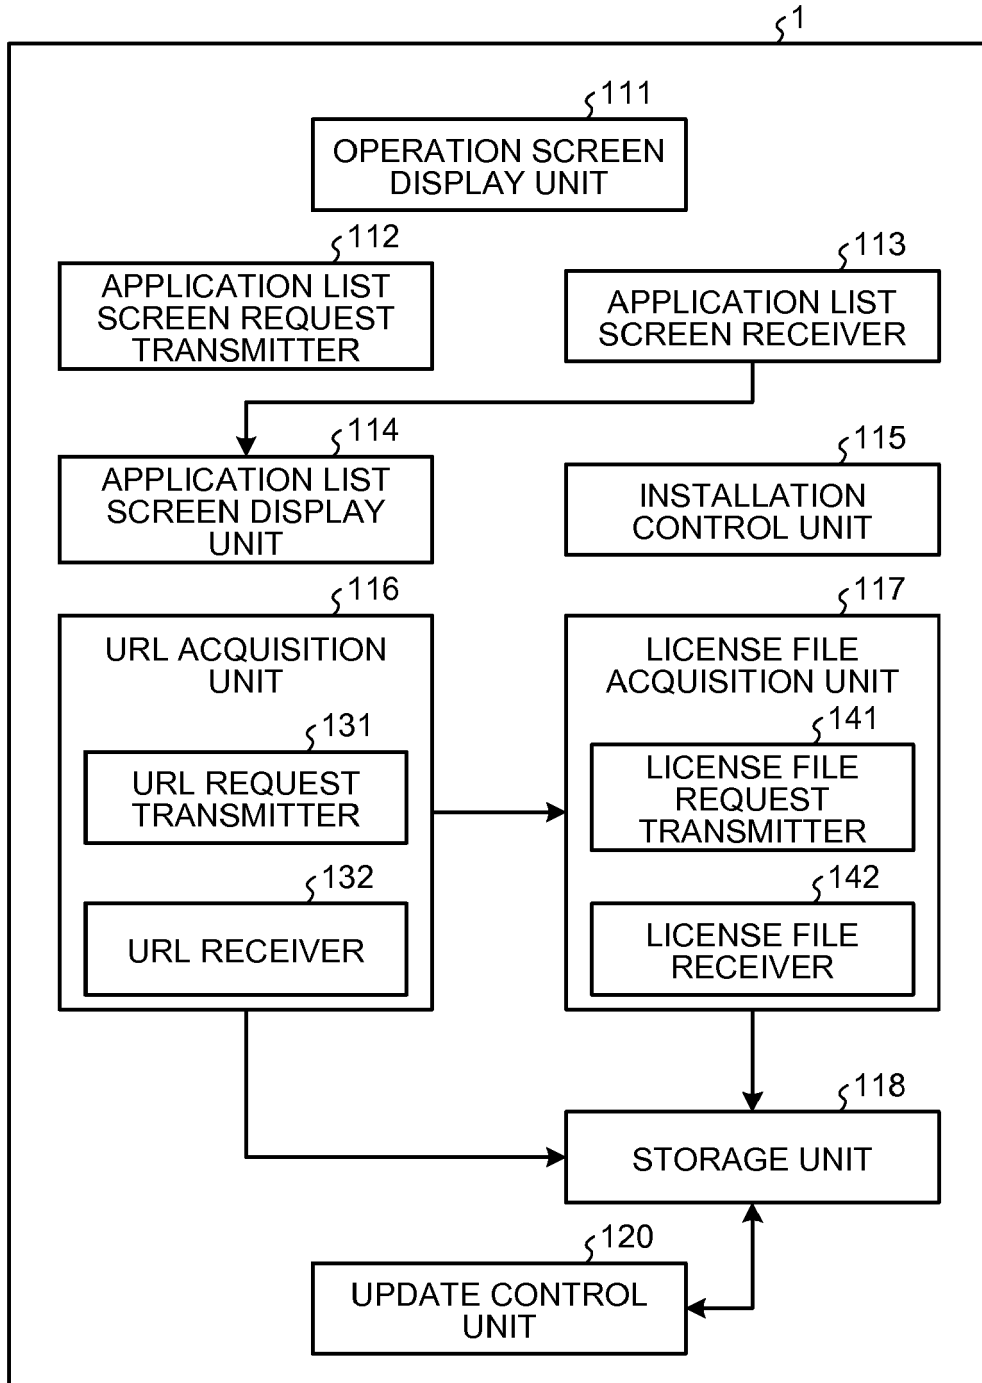 1
111
OPERATION SCREEN
DISPLAY UNIT
112
APPLICATION LIST
SCREEN REQUEST
TRANSMITTER
113
APPLICATION LIST
SCREEN RECEIVER
114
APPLICATION LIST
SCREEN DISPLAY
UNIT
115
INSTALLATION
CONTROL UNIT
116
URL ACQUISITION
UNIT
131
URL REQUEST
TRANSMITTER
132
URL RECEIVER
117
LICENSE FILE
ACQUISITION UNIT
141
LICENSE FILE
REQUEST
TRANSMITTER
142
LICENSE FILE
RECEIVER
118
STORAGE UNIT
120
UPDATE CONTROL
UNIT